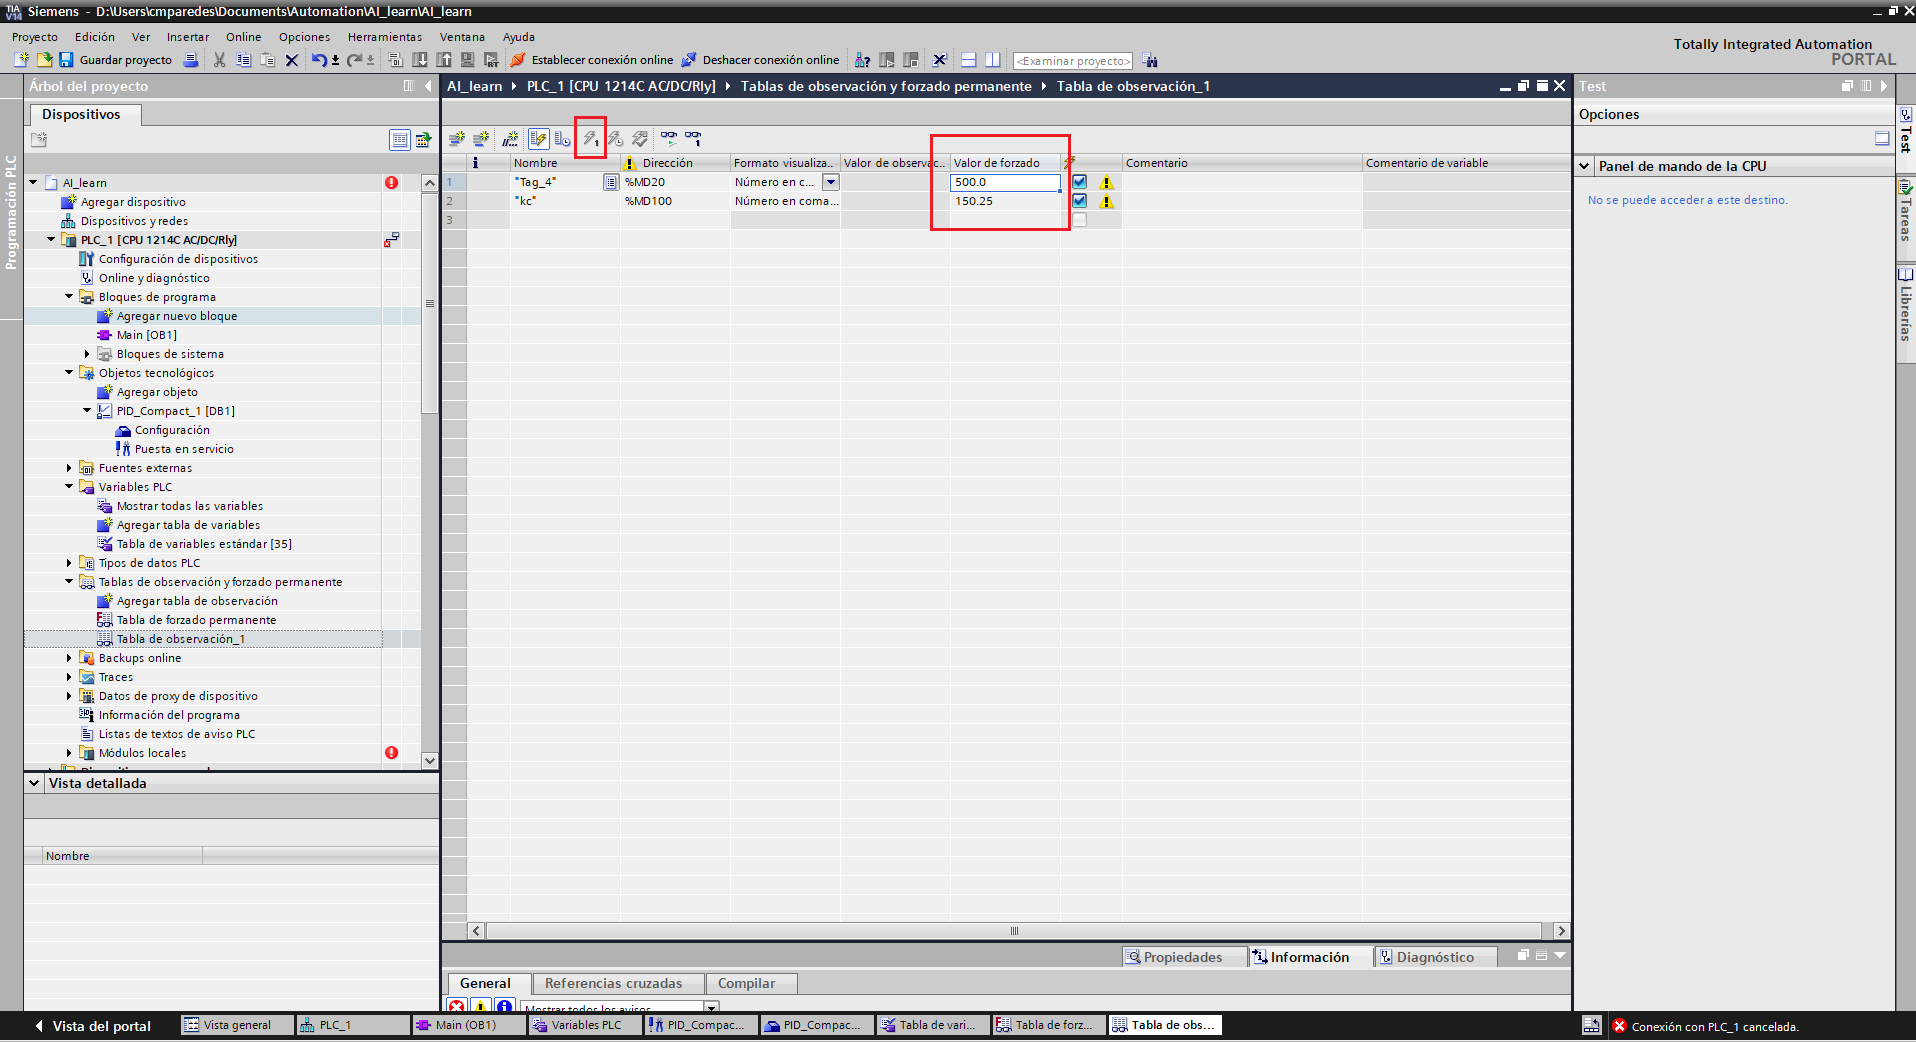 TIA V14 Siemens - D:\Users\cmparedes\Documents\Automation\AI_learn\AI_learn
Proyecto Edición Ver Insertar Online Opciones Herramientas Ventana Ayuda
Totally Integrated Automation
PORTAL
Guardar proyecto
Establecer conexión online
Deshacer conexión online
<Examinar proyecto>
Árbol del proyecto
Dispositivos
Programación PLC
AI_learn
Agregar dispositivo
Dispositivos y redes
PLC_1 [CPU 1214C AC/DC/Rly]
Configuración de dispositivos
Online y diagnóstico
Bloques de programa
Agregar nuevo bloque
Main [OB1]
Bloques de sistema
Objetos tecnológicos
Agregar objeto
PID_Compact_1 [DB1]
Configuración
Puesta en servicio
Fuentes externas
Variables PLC
Mostrar todas las variables
Agregar tabla de variables
Tabla de variables estándar [35]
Tipos de datos PLC
Tablas de observación y forzado permanente
Agregar tabla de observación
Tabla de forzado permanente
Tabla de observación_1
Backups online
Traces
Datos de proxy de dispositivo
Información del programa
Listas de textos de aviso PLC
Módulos locales
Vista detallada
Nombre
AI_learn PLC_1 [CPU 1214C AC/DC/Rly] Tablas de observación y forzado permanente Tabla de observación_1
i Nombre Dirección Formato visualiza.. Valor de observac.. Valor de forzado Comentario Comentario de variable
1 "Tag_4" %MD20 Número en c... 500.0
2 "kc" %MD100 Número en coma... 150.25
3
Propiedades Información Diagnóstico
General Referencias cruzadas Compilar
Mostrar todos los avisos
Test
Opciones
Panel de mando de la CPU
No se puede acceder a este destino.
Test
Tareas
Librerías
Vista del portal
Vista general
PLC_1
Main (OB1)
Variables PLC
PID_Compac...
PID_Compac...
Tabla de vari...
Tabla de forz...
Tabla de obs...
Conexión con PLC_1 cancelada.